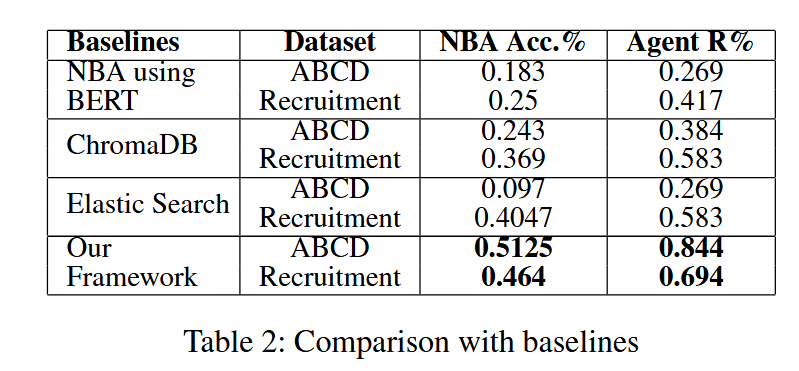 Baselines Dataset NBA Acc.% Agent R%
NBA using ABCD 0.183 0.269
BERT Recruitment 0.25 0.417
ChromaDB ABCD 0.243 0.384
Recruitment 0.369 0.583
Elastic Search ABCD 0.097 0.269
Recruitment 0.4047 0.583
Our ABCD 0.5125 0.844
Framework Recruitment 0.464 0.694
Table 2: Comparison with baselines